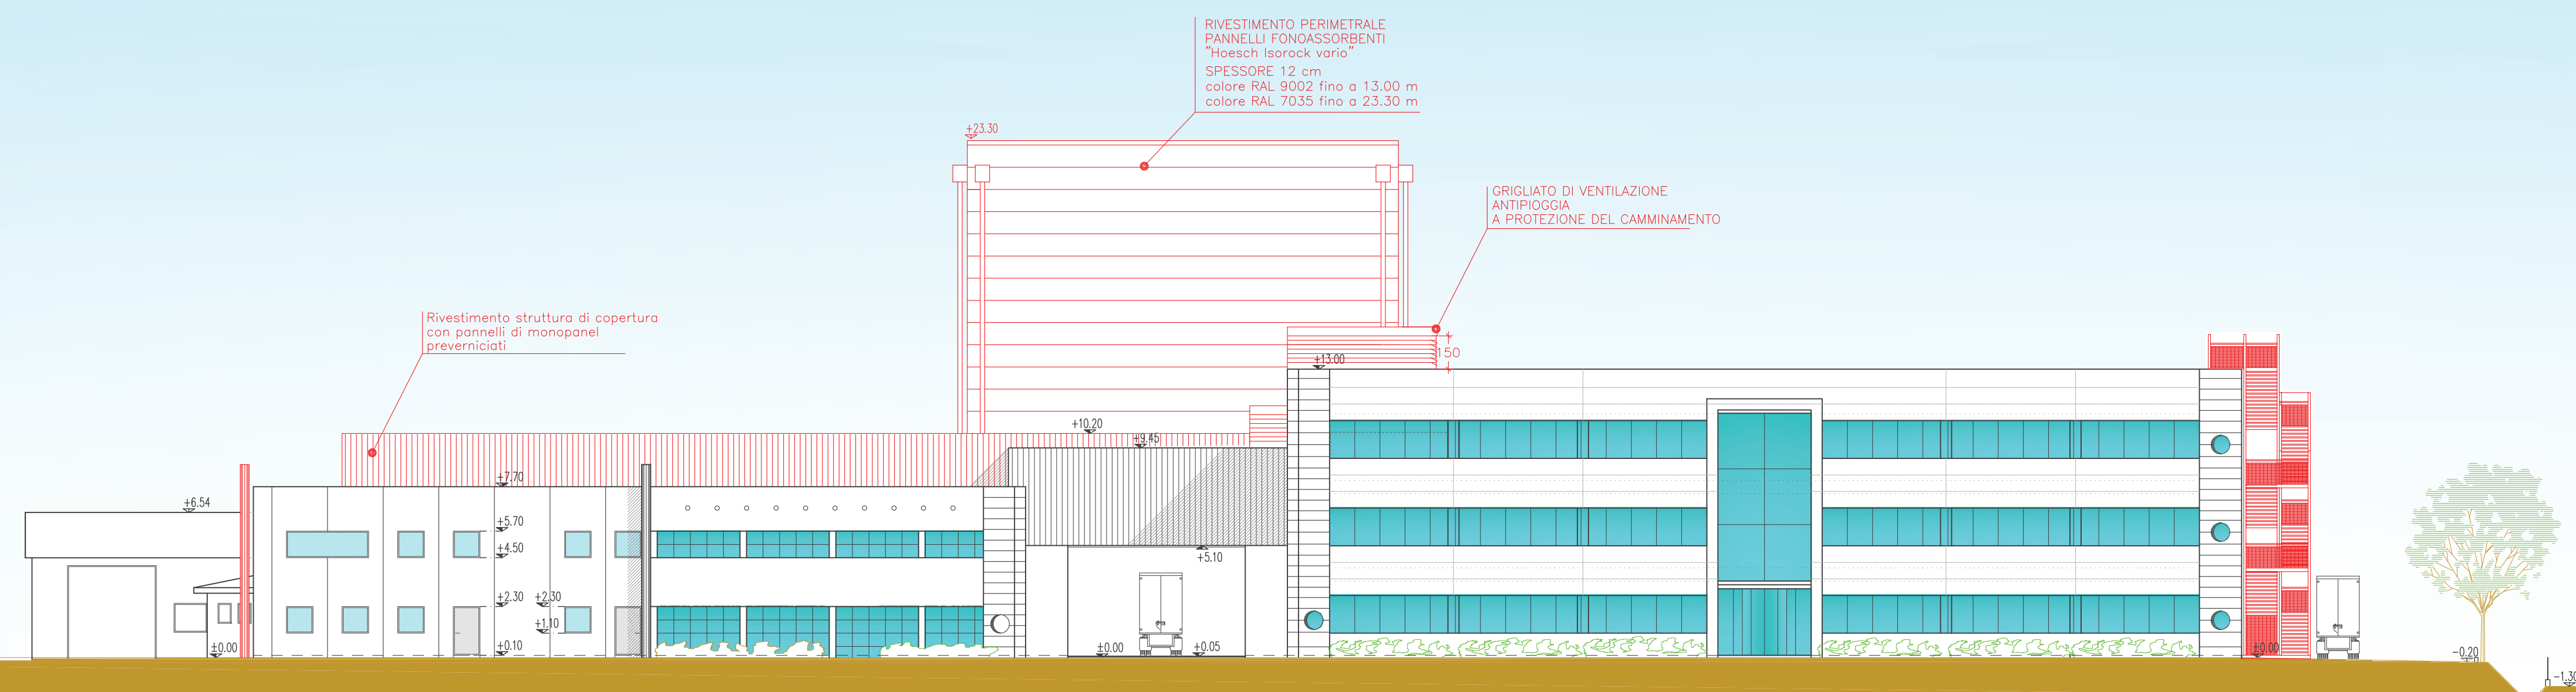 RIVESTIMENTO PERIMETRALE
PANNELLI FONOASSORBENTI
"Hoesch Isorock vario"
SPESSORE 12 cm
colore RAL 9002 fino a 13.00 m
colore RAL 7035 fino a 23.30 m
+23.30
GRIGLIATO DI VENTILAZIONE
ANTIPIOGGIA
A PROTEZIONE DEL CAMMINAMENTO
Rivestimento struttura di copertura
con pannelli di monopanel
preverniciati
150
+13.00
+10.20
+9.45
+7.70
+6.54
+5.70
+4.50
+5.10
+2.30 +2.30
+1.10
+0.10
±0.00
±0.00
+0.05
±0.00
-0.20
-1.30